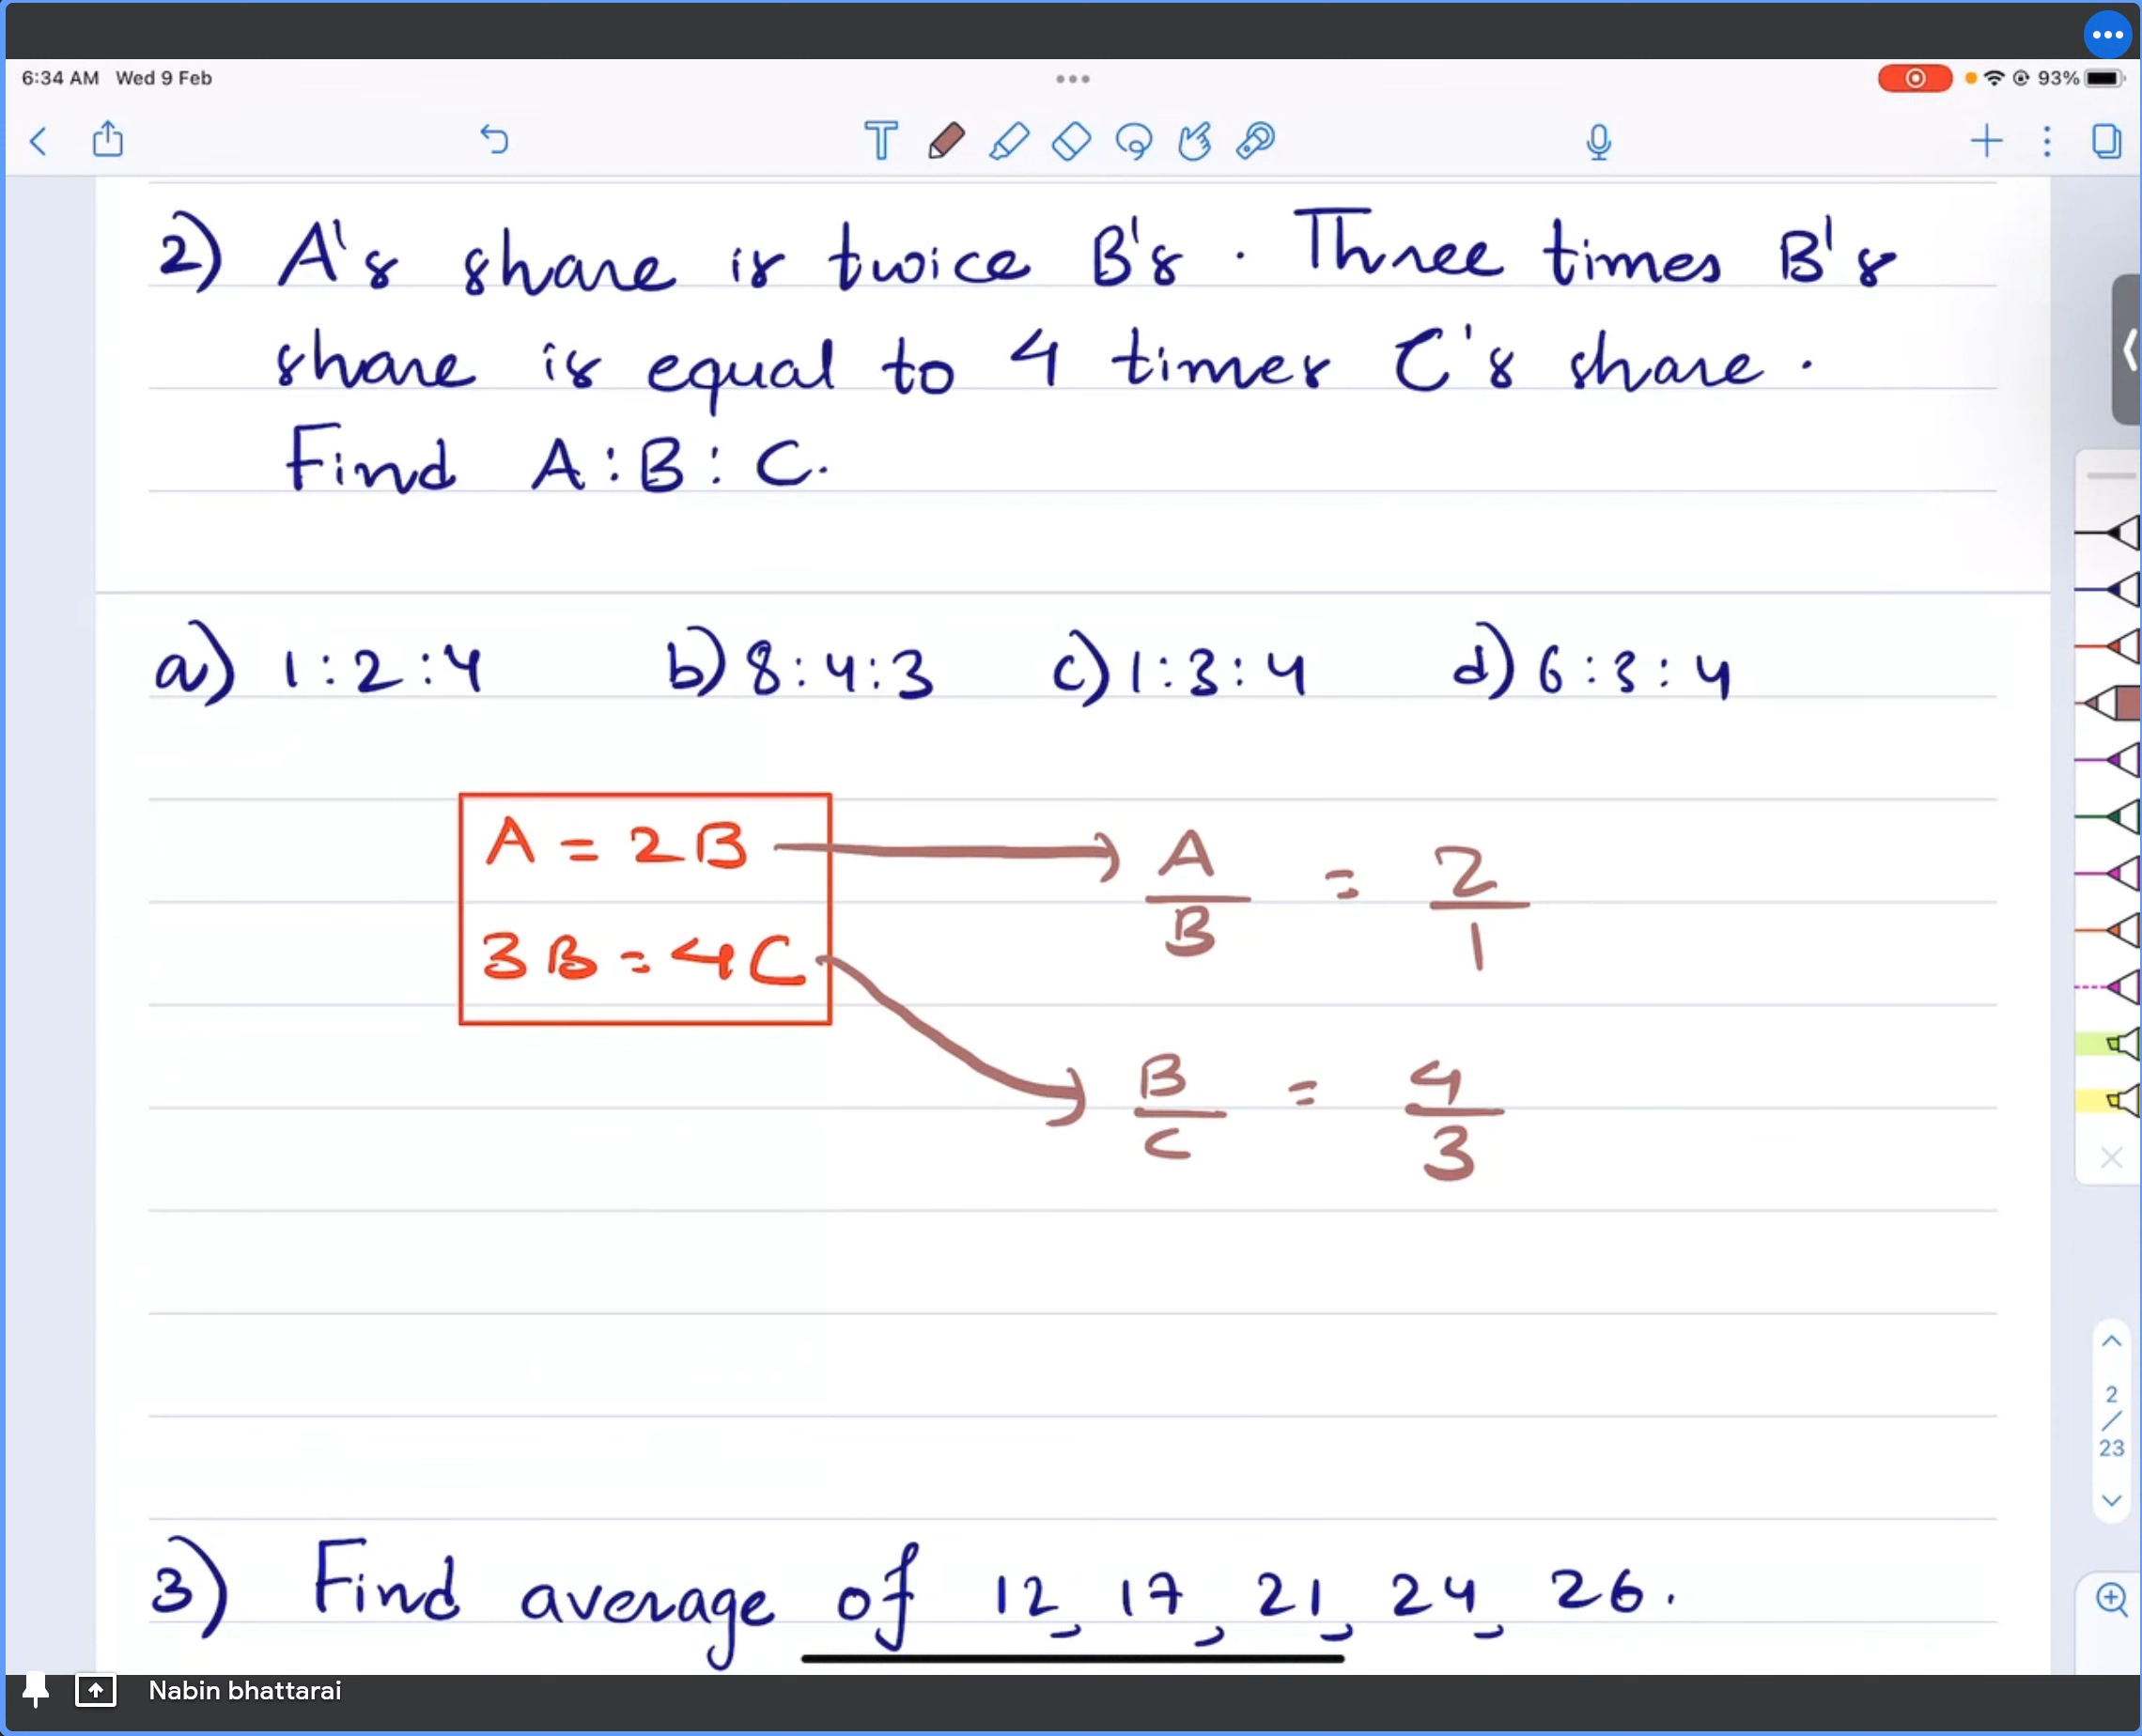 6:34 AM Wed 9 Feb
93%
2) A's share is twice B's. Three times B's
share is equal to 4 times C's share.
Find A:B:C.
a) 1:2:4 b) 8:4:3 c) 1:3:4 d) 6:3:4
A = 2B → A/B = 2/1
3B = 4C → B/C = 4/3
3) Find average of 12, 17, 21, 24, 26.
2
/
23
Nabin bhattarai